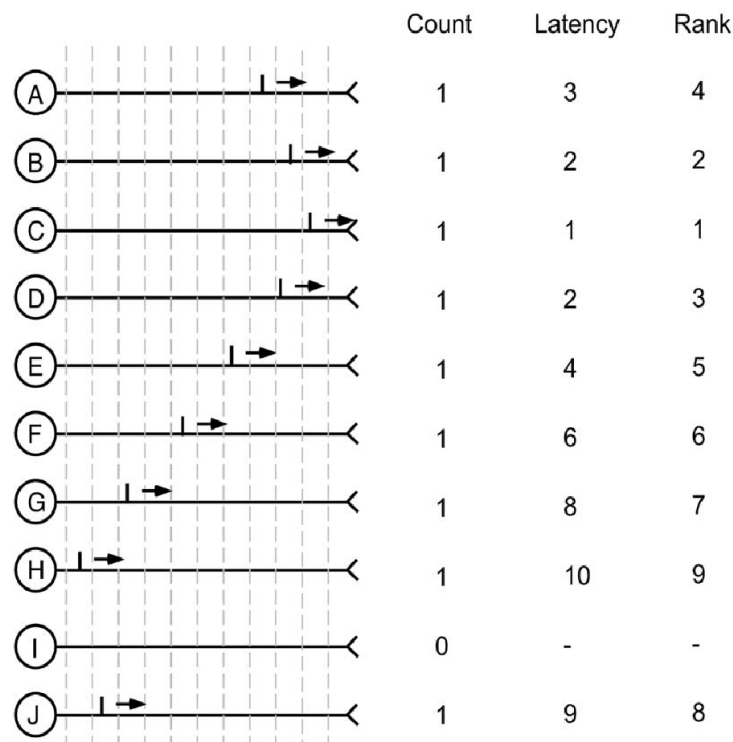 Count Latency Rank
A 1 3 4
B 1 2 2
C 1 1 1
D 1 2 3
E 1 4 5
F 1 6 6
G 1 8 7
H 1 10 9
I 0 - -
J 1 9 8